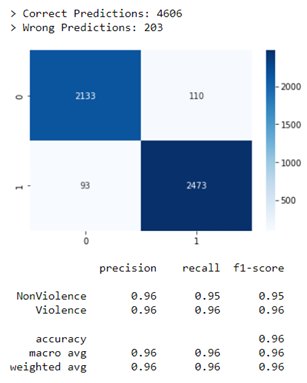 > Correct Predictions: 4606
> Wrong Predictions: 203
0 2133 110
1 93 2473
0 1
2000
1500
1000
500
precision recall f1-score
NonViolence 0.96 0.95 0.95
Violence 0.96 0.96 0.96
accuracy 0.96
macro avg 0.96 0.96 0.96
weighted avg 0.96 0.96 0.96